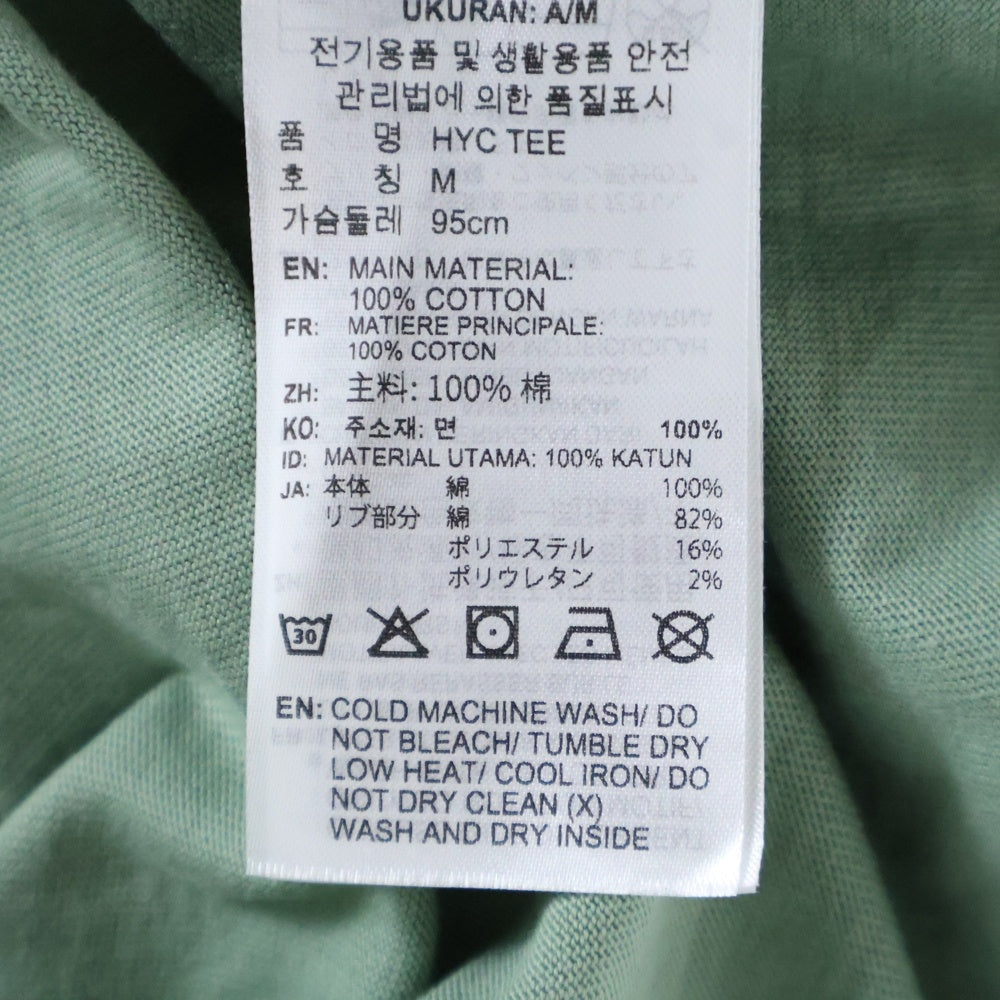 UKURAN: A/M
전기용품 및 생활용품 안전
관리법에 의한 품질표시
품 명 HYC TEE
호 칭 M
가슴둘레 95cm
EN: MAIN MATERIAL:
100% COTTON
FR: MATIERE PRINCIPALE:
100% COTON
ZH: 主料: 100% 棉
KO: 주소재: 면 100%
ID: MATERIAL UTAMA: 100% KATUN
JA: 本体 綿 100%
リブ部分 綿 82%
ポリエステル 16%
ポリウレタン 2%
30
EN: COLD MACHINE WASH/ DO
NOT BLEACH/ TUMBLE DRY
LOW HEAT/ COOL IRON/ DO
NOT DRY CLEAN (X)
WASH AND DRY INSIDE